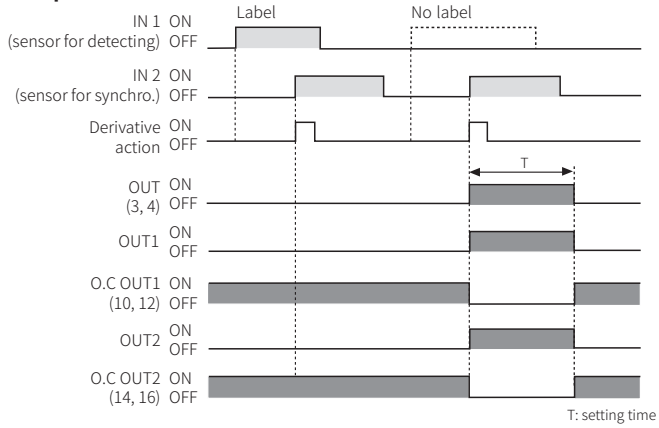 Label
No label
IN 1 ON
(sensor for detecting) OFF
IN 2 ON
(sensor for synchro.) OFF
Derivative ON
action OFF
T
OUT ON
(3, 4) OFF
OUT1 ON
OFF
O.C OUT1 ON
(10, 12) OFF
OUT2 ON
OFF
O.C OUT2 ON
(14, 16) OFF
T: setting time